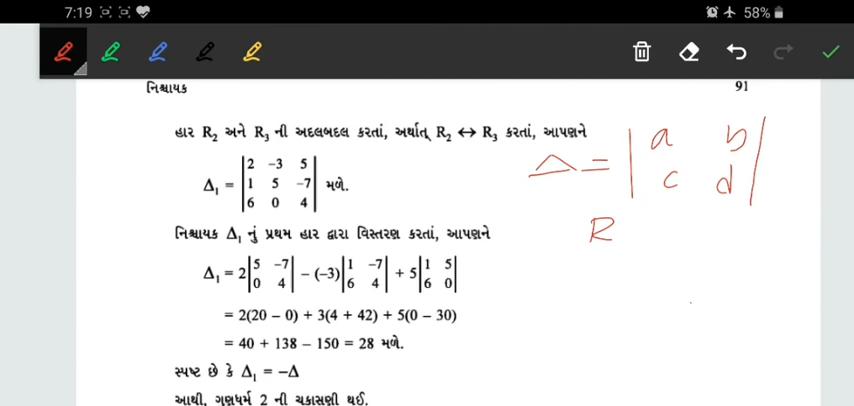 7:19 58%
નિશ્ચાયક 91
હાર R₂ અને R₃ ની અદલબદલ કરતાં, અર્થાત્ R₂ ↔ R₃ કરતાં, આપણને
Δ₁ = |2 −3 5; 1 5 −7; 6 0 4| મળે.
Δ = |a b; c d|
નિશ્ચાયક Δ₁ નું પ્રથમ હાર દ્વારા વિસ્તરણ કરતાં, આપણને
R
Δ₁ = 2|5 −7; 0 4| − (−3)|1 −7; 6 4| + 5|1 5; 6 0|
= 2(20 − 0) + 3(4 + 42) + 5(0 − 30)
= 40 + 138 − 150 = 28 મળે.
સ્પષ્ટ છે કે Δ₁ = −Δ
આથી, ગુણધર્મ 2 ની ચકાસણી થઈ.